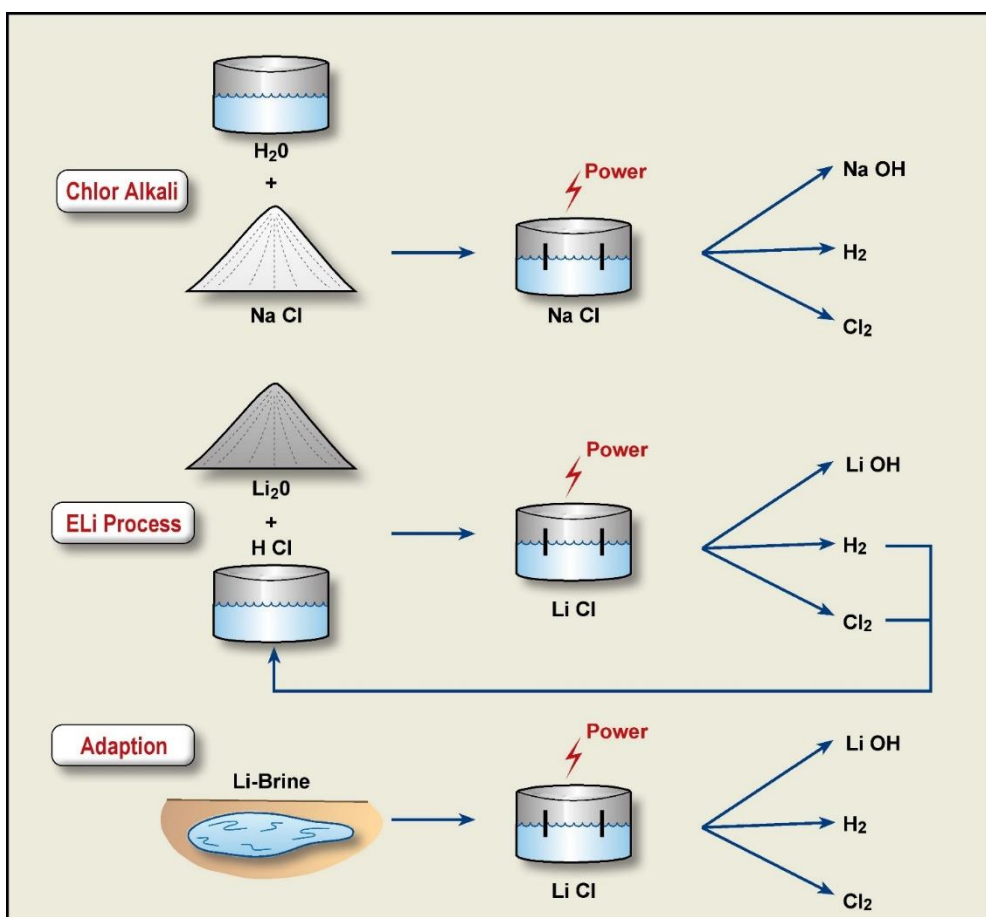 H₂0
+
Chlor Alkali
Na Cl
Power
Na Cl
Na OH
H₂
Cl₂
Li₂0
+
ELi Process
H Cl
Power
Li Cl
Li OH
H₂
Cl₂
Adaption
Li-Brine
Power
Li Cl
Li OH
H₂
Cl₂